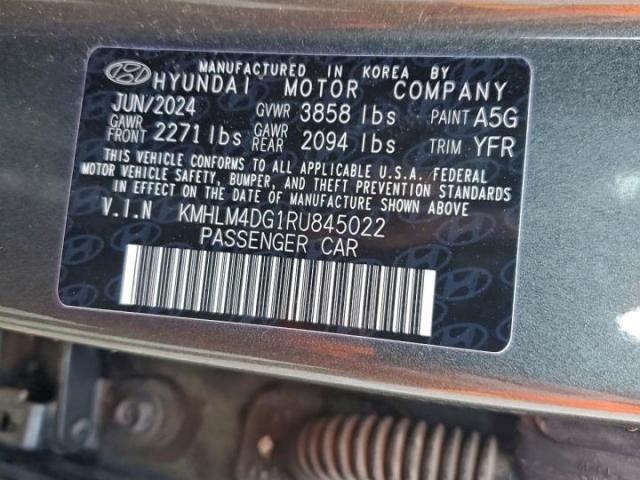 MANUFACTURED IN KOREA BY
HYUNDAI MOTOR COMPANY
JUN/2024 GVWR 3858 lbs PAINT A5G
GAWR FRONT 2271 lbs GAWR REAR 2094 lbs TRIM YFR
THIS VEHICLE CONFORMS TO ALL APPLICABLE U.S.A. FEDERAL
MOTOR VEHICLE SAFETY, BUMPER, AND THEFT PREVENTION STANDARDS
IN EFFECT ON THE DATE OF MANUFACTURE SHOWN ABOVE
V.I.N KMHLM4DG1RU845022
PASSENGER CAR